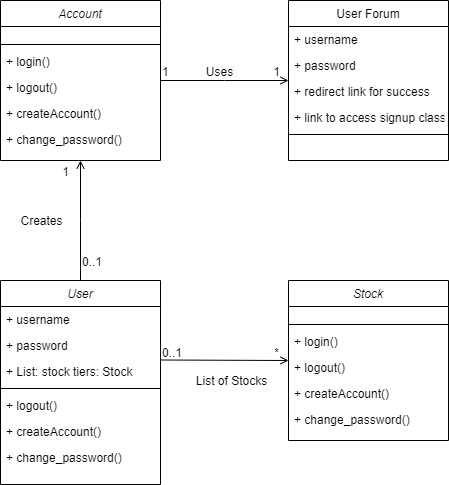 Account
+ login()
+ logout()
+ createAccount()
+ change_password()
1
Uses
1
User Forum
+ username
+ password
+ redirect link for success
+ link to access signup class
1
Creates
0..1
User
+ username
+ password
+ List: stock tiers: Stock
+ logout()
+ createAccount()
+ change_password()
0..1
*
List of Stocks
Stock
+ login()
+ logout()
+ createAccount()
+ change_password()